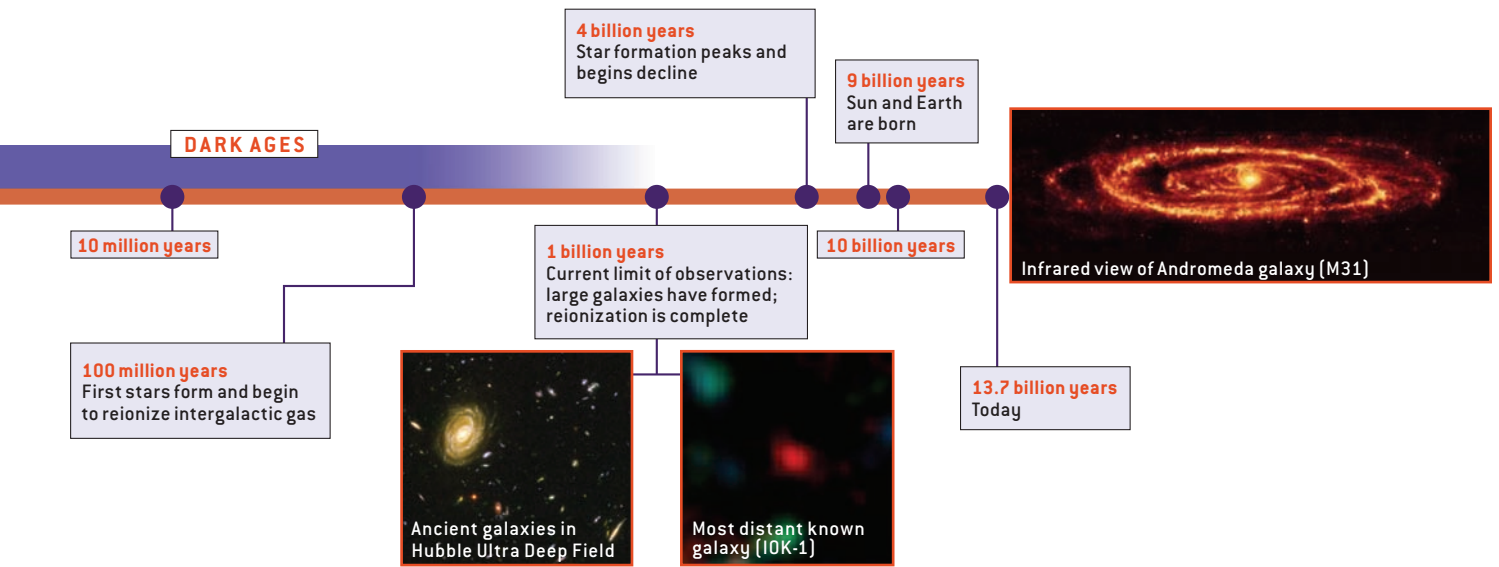 4 billion years
Star formation peaks and
begins decline
9 billion years
Sun and Earth
are born
DARK AGES
10 million years
1 billion years
Current limit of observations:
large galaxies have formed;
reionization is complete
10 billion years
Infrared view of Andromeda galaxy (M31)
100 million years
First stars form and begin
to reionize intergalactic gas
Ancient galaxies in
Hubble Ultra Deep Field
Most distant known
galaxy (IOK-1)
13.7 billion years
Today